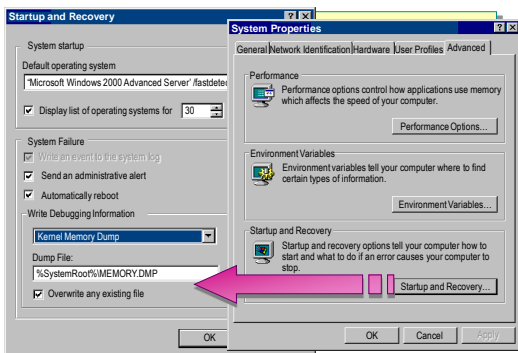 Startup and Recovery
System startup
Default operating system
"Microsoft Windows 2000 Advanced Server' /fastdetec
Display list of operating systems for 30
System Failure
Write an event to the system log
Send an administrative alert
Automatically reboot
Write Debugging Information
Kernel Memory Dump
Dump File:
%SystemRoot%\MEMORY.DMP
Overwrite any existing file
OK
System Properties
General Network Identification Hardware User Profiles Advanced
Performance
Performance options control how applications use memory
which affects the speed of your computer.
Performance Options...
Environment Variables
Environment variables tell your computer where to find
certain types of information.
Environment Variables...
Startup and Recovery
Startup and recovery options tell your computer how to
start and what to do if an error causes your computer to
stop.
Startup and Recovery...
OK Cancel Apply